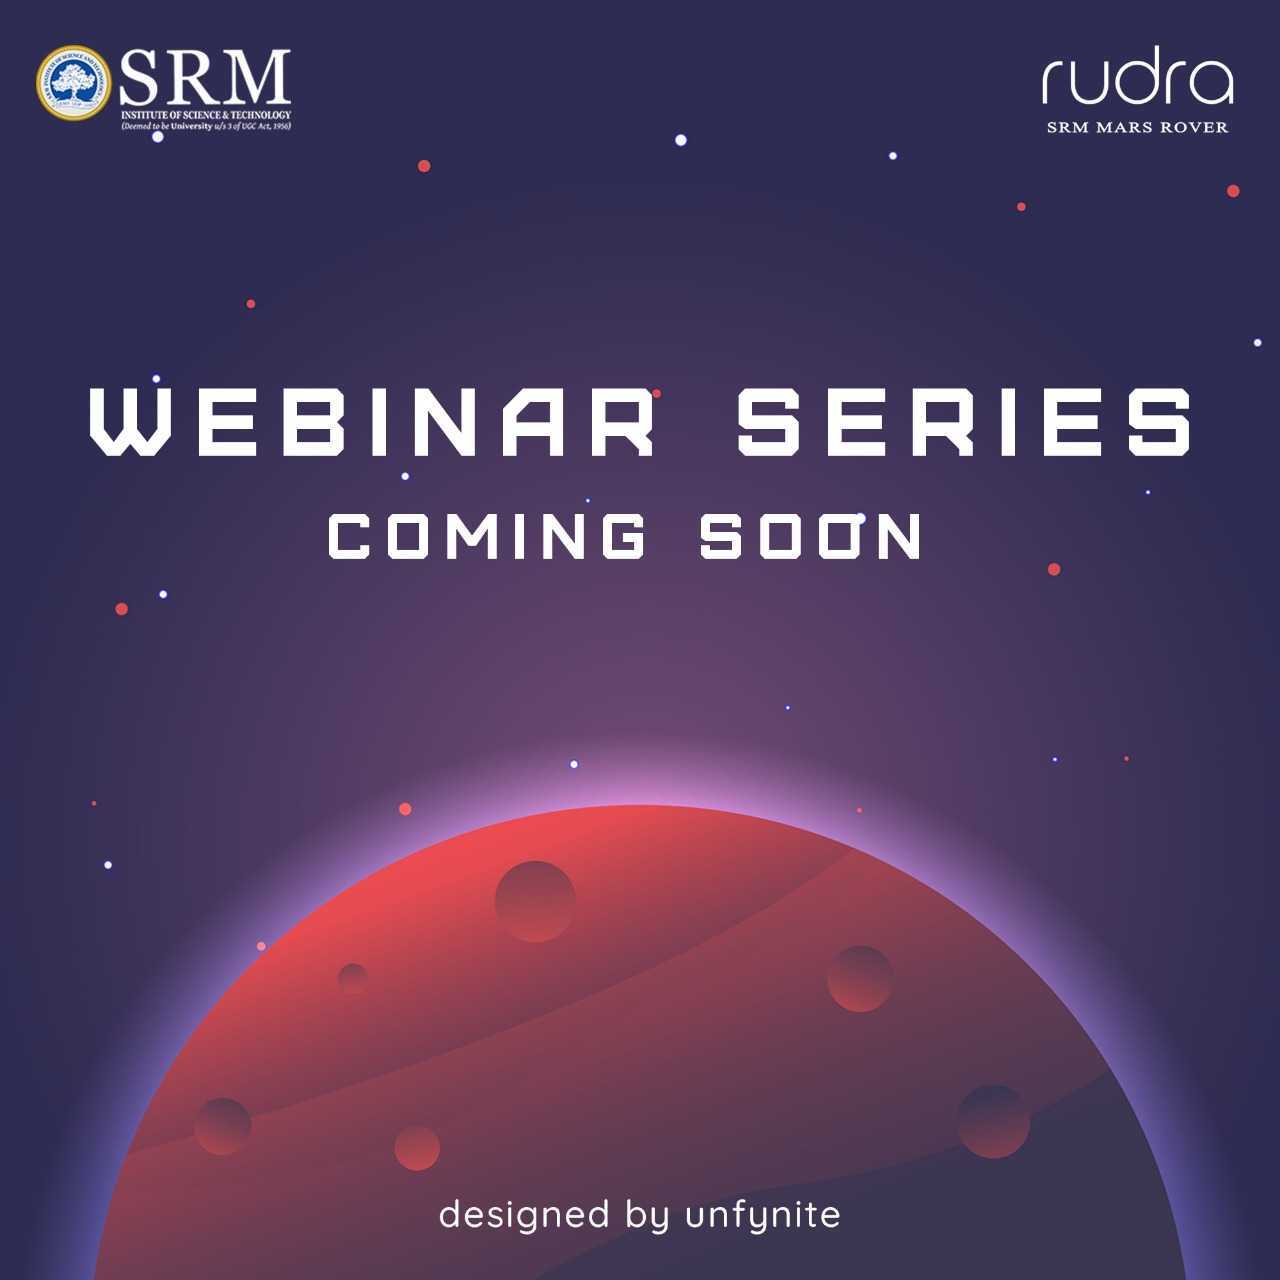 SRM
INSTITUTE OF SCIENCE & TECHNOLOGY
(Deemed to be University u/s 3 of UGC Act, 1956)
rudra
SRM MARS ROVER
WEBINAR SERIES
COMING SOON
designed by unfynite